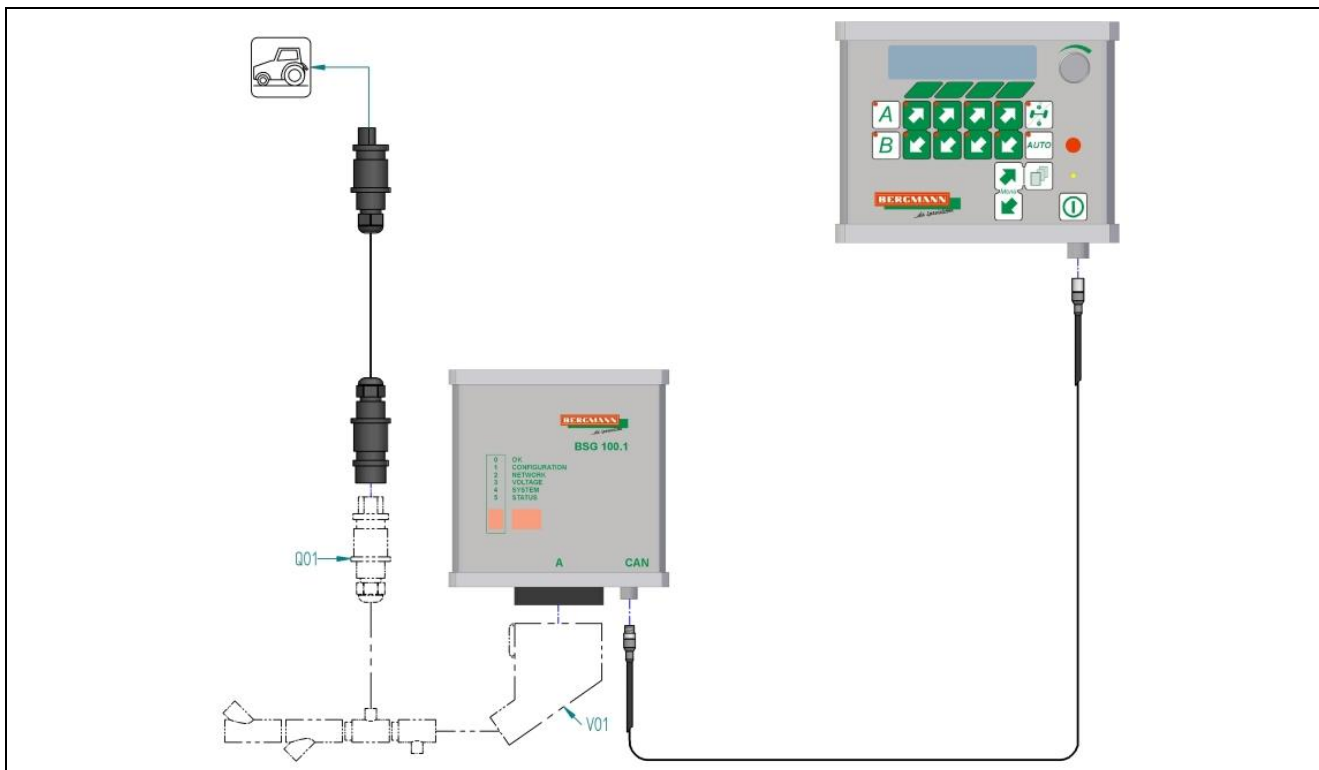 A
B
AUTO
Menü
BERGMANN
BERGMANN
BSG 100.1
0 OK
1 CONFIGURATION
2 NETWORK
3 VOLTAGE
4 SYSTEM
5 STATUS
A CAN
Q01
V01